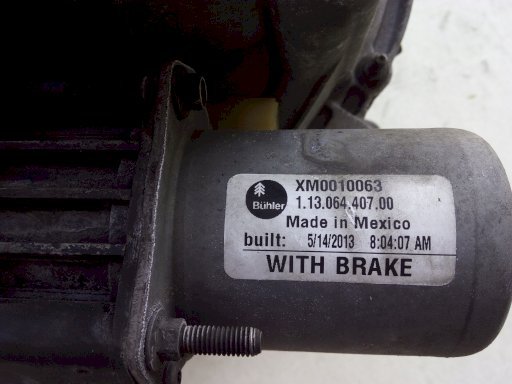 Bühler
XM0010063
1.13.064.407.00
Made in Mexico
built: 5/14/2013 8:04:07 AM
WITH BRAKE